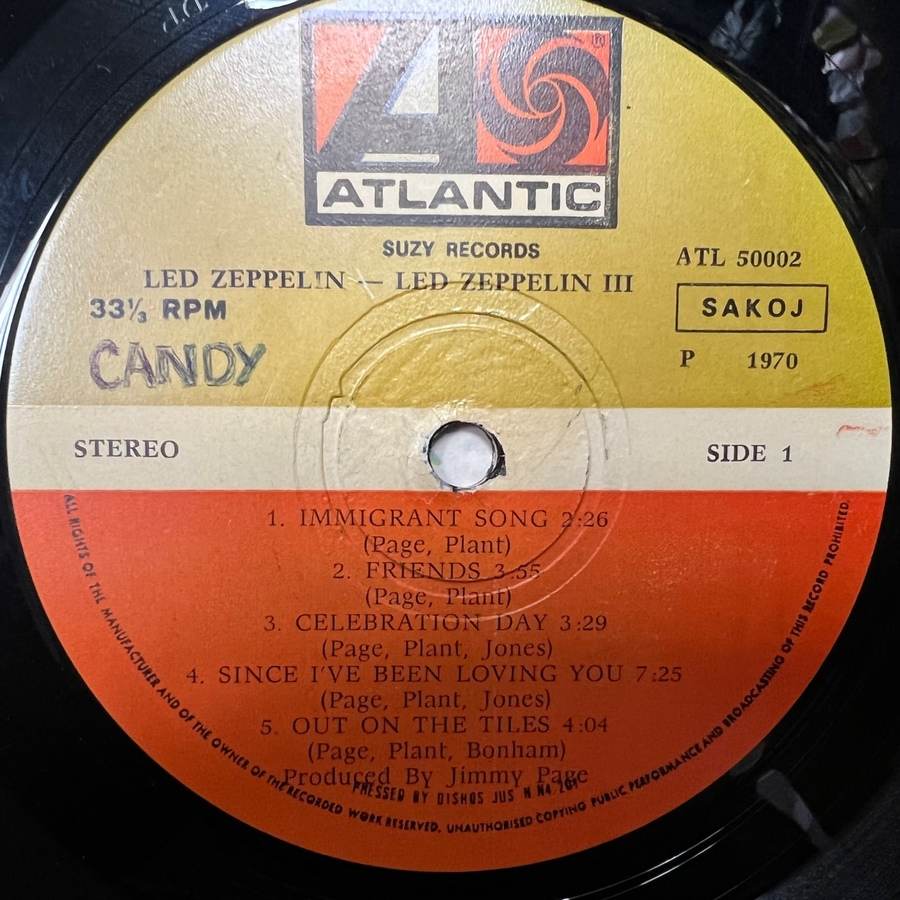 ®
ATLANTIC
SUZY RECORDS
LED ZEPPELIN — LED ZEPPELIN III
ATL 50002
33⅓ RPM
SAKOJ
CANDY
P 1970
STEREO
SIDE 1
1. IMMIGRANT SONG 2:26
(Page, Plant)
2. FRIENDS 3:55
(Page, Plant)
3. CELEBRATION DAY 3:29
(Page, Plant, Jones)
4. SINCE I'VE BEEN LOVING YOU 7:25
(Page, Plant, Jones)
5. OUT ON THE TILES 4:04
(Page, Plant, Bonham)
Produced By Jimmy Page
PRESSED BY DISHOS JUS
ALL RIGHTS OF THE MANUFACTURER AND OF THE OWNER OF THE RECORDED WORK RESERVED. UNAUTHORISED COPYING PUBLIC PERFORMANCE AND BROADCASTING OF THIS RECORD PROHIBITED.